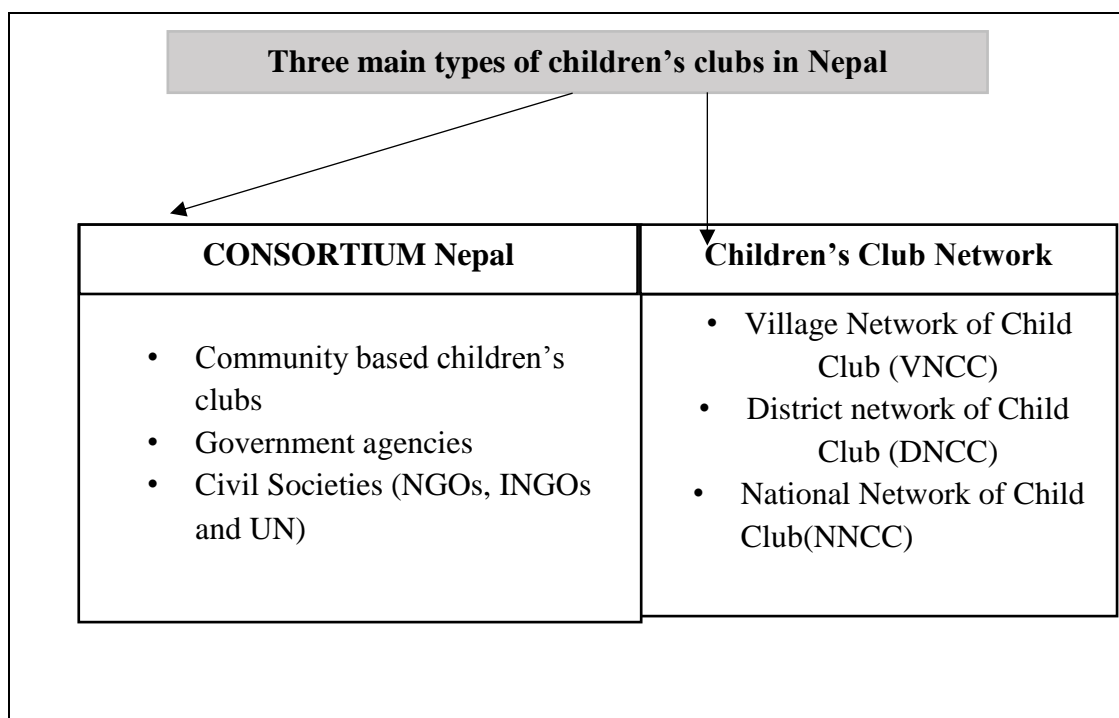 Three main types of children’s clubs in Nepal
CONSORTIUM Nepal
• Community based children’s
clubs
• Government agencies
• Civil Societies (NGOs, INGOs
and UN)
Children’s Club Network
• Village Network of Child
Club (VNCC)
• District network of Child
Club (DNCC)
• National Network of Child
Club(NNCC)